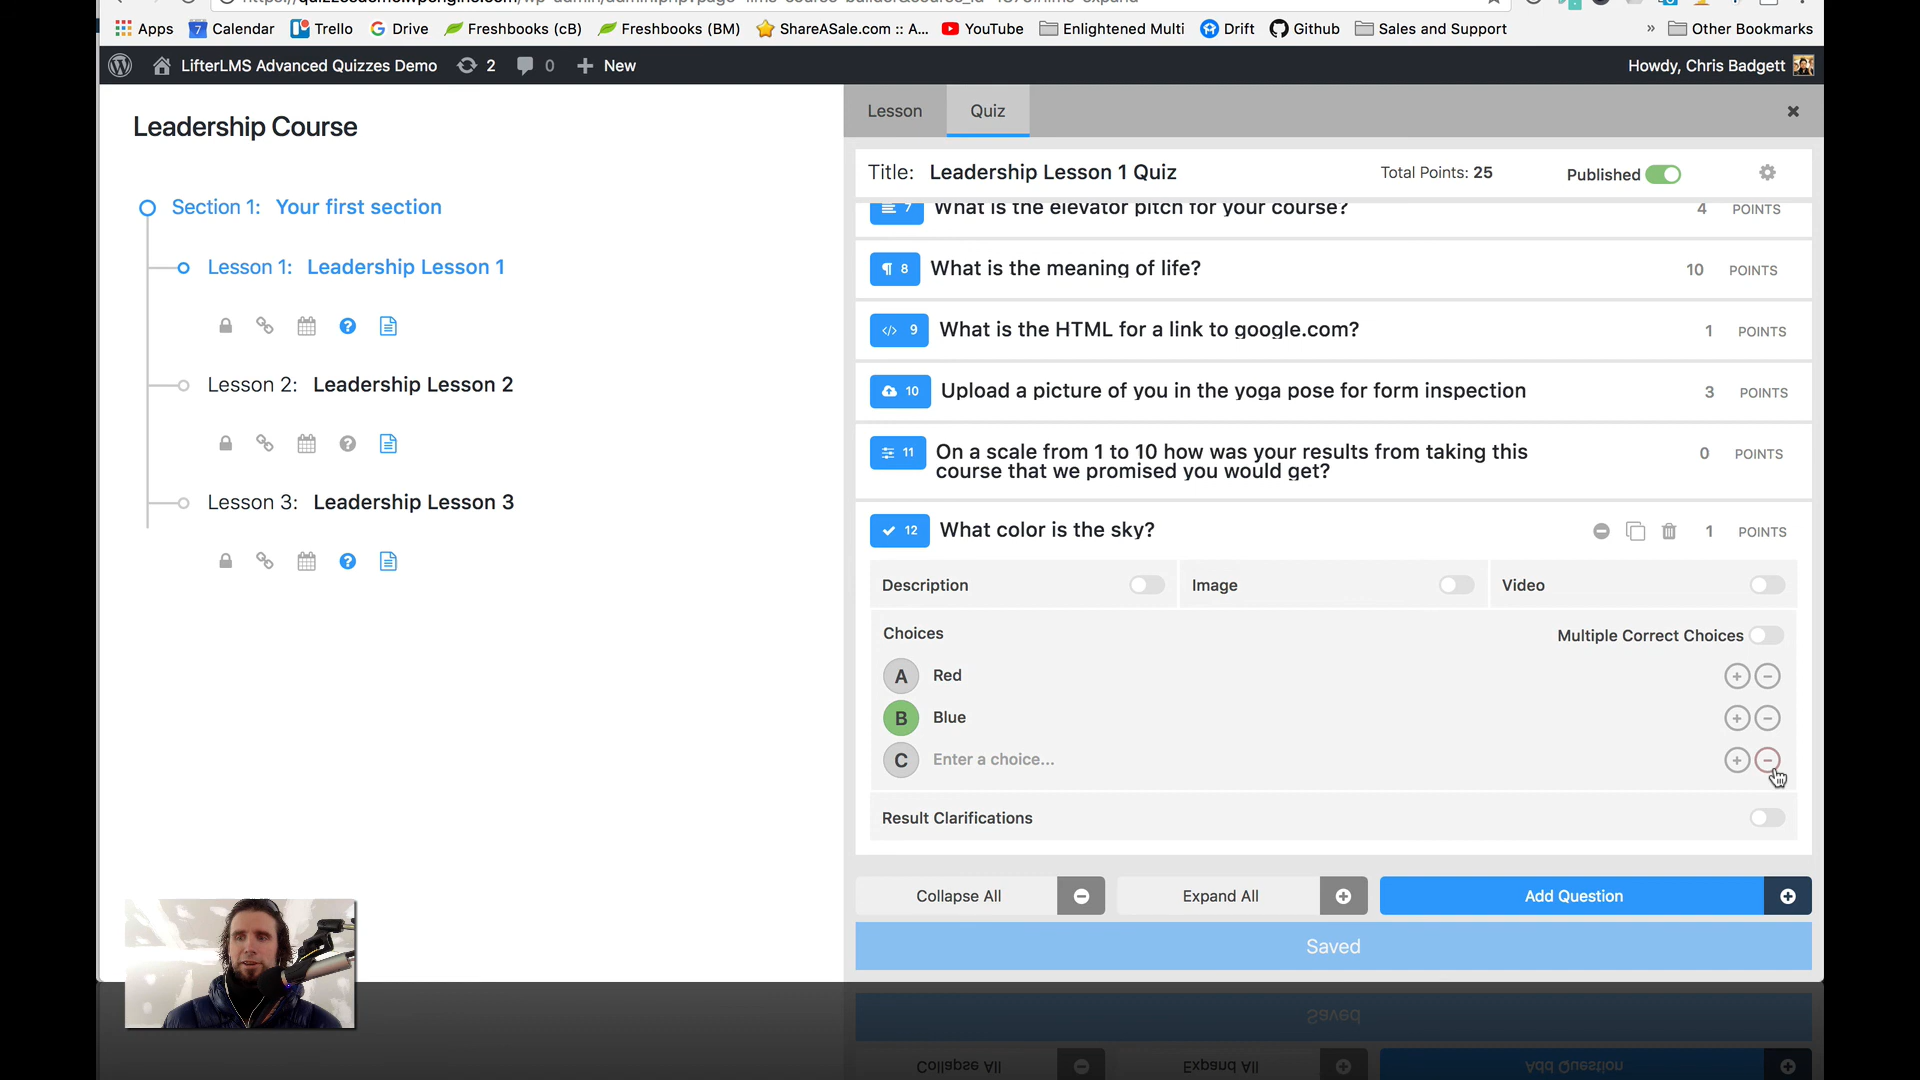 Apps Calendar Trello Drive Freshbooks (cB) Freshbooks (BM) ShareASale.com :: A... YouTube Enlightened Multi Drift Github Sales and Support » Other Bookmarks
LifterLMS Advanced Quizzes Demo 2 0 New Howdy, Chris Badgett
Leadership Course
Section 1: Your first section
Lesson 1: Leadership Lesson 1
Lesson 2: Leadership Lesson 2
Lesson 3: Leadership Lesson 3
Lesson Quiz
Title: Leadership Lesson 1 Quiz Total Points: 25 Published
7 What is the elevator pitch for your course? 4 POINTS
8 What is the meaning of life? 10 POINTS
9 What is the HTML for a link to google.com? 1 POINTS
10 Upload a picture of you in the yoga pose for form inspection 3 POINTS
11 On a scale from 1 to 10 how was your results from taking this 0 POINTS
course that we promised you would get?
12 What color is the sky? 1 POINTS
Description Image Video
Choices Multiple Correct Choices
A Red
B Blue
C Enter a choice...
Result Clarifications
Collapse All Expand All Add Question
Saved
Saved
Collapse All Expand All Add Question